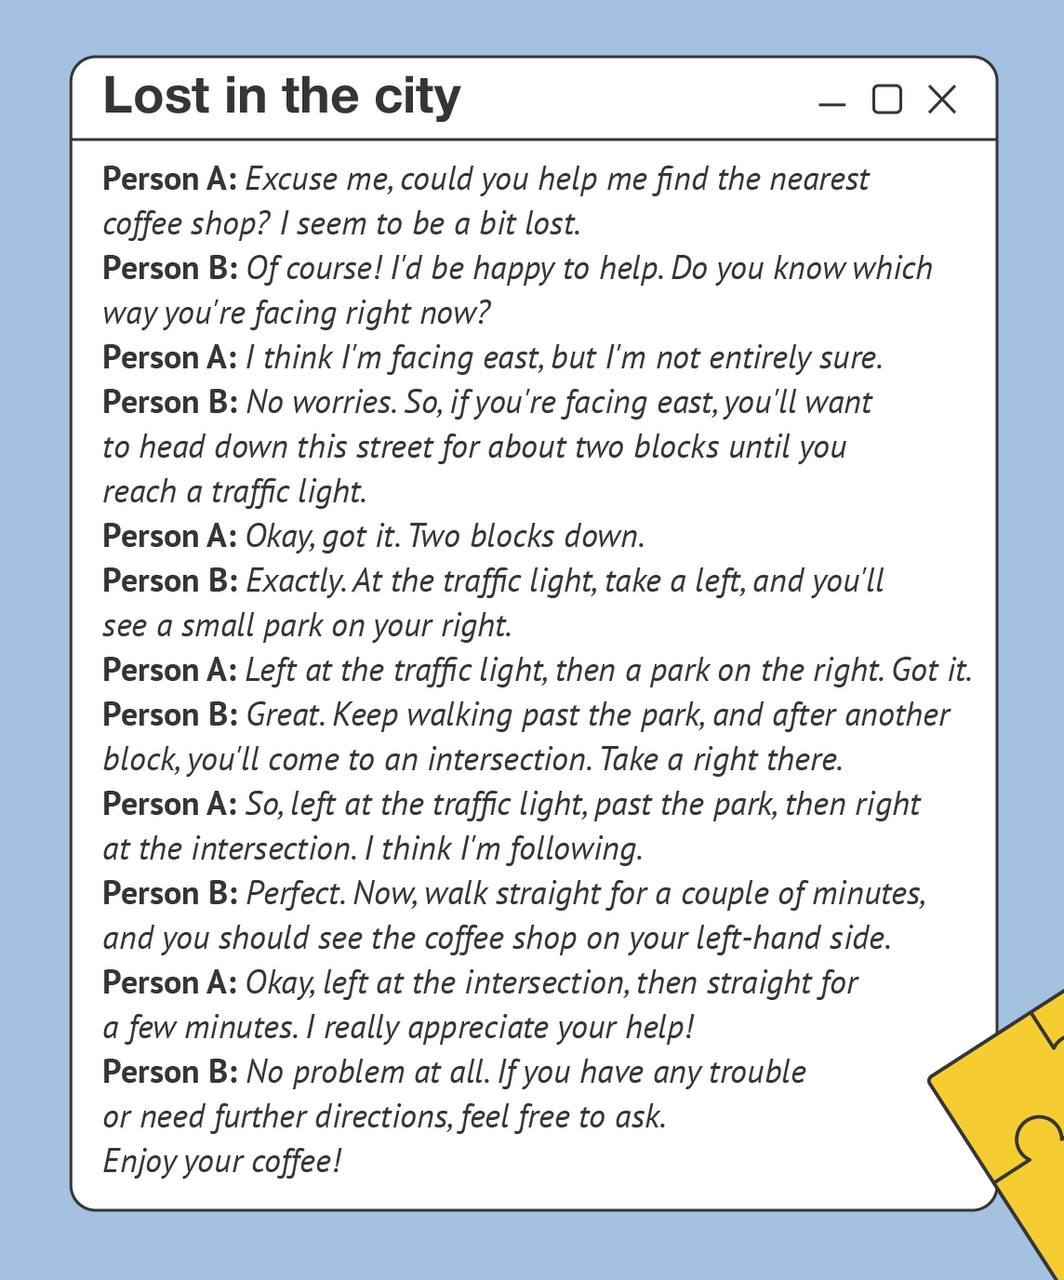 Lost in the city
Person A: Excuse me, could you help me find the nearest
coffee shop? I seem to be a bit lost.
Person B: Of course! I'd be happy to help. Do you know which
way you're facing right now?
Person A: I think I'm facing east, but I'm not entirely sure.
Person B: No worries. So, if you're facing east, you'll want
to head down this street for about two blocks until you
reach a traffic light.
Person A: Okay, got it. Two blocks down.
Person B: Exactly. At the traffic light, take a left, and you'll
see a small park on your right.
Person A: Left at the traffic light, then a park on the right. Got it.
Person B: Great. Keep walking past the park, and after another
block, you'll come to an intersection. Take a right there.
Person A: So, left at the traffic light, past the park, then right
at the intersection. I think I'm following.
Person B: Perfect. Now, walk straight for a couple of minutes,
and you should see the coffee shop on your left-hand side.
Person A: Okay, left at the intersection, then straight for
a few minutes. I really appreciate your help!
Person B: No problem at all. If you have any trouble
or need further directions, feel free to ask.
Enjoy your coffee!